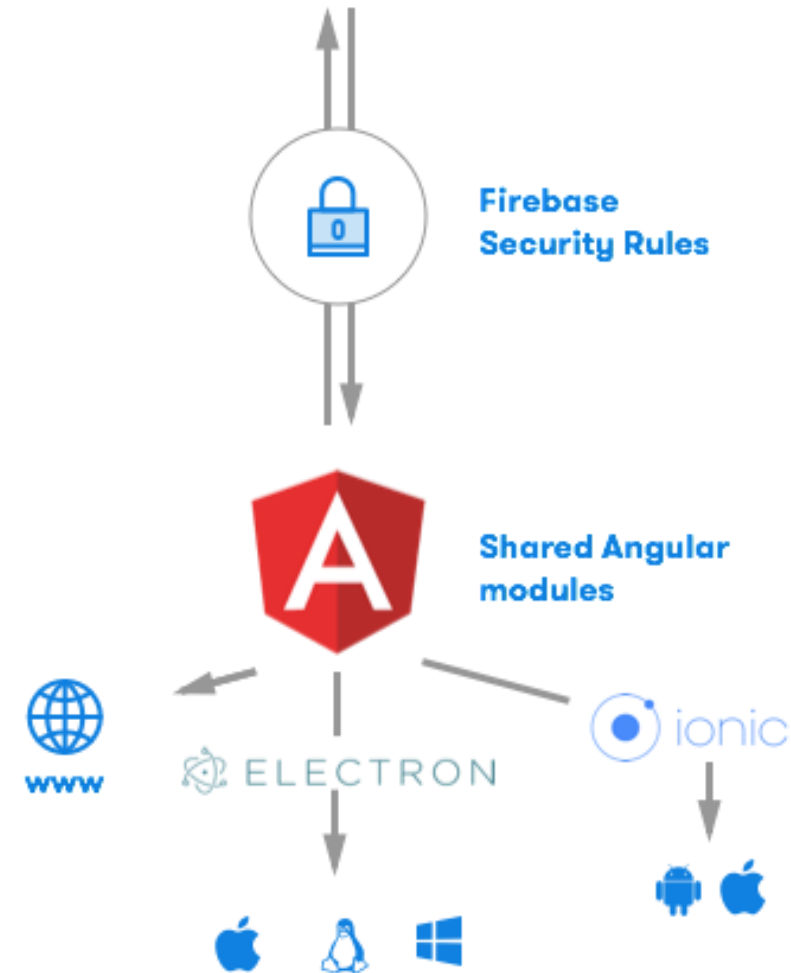 0
Firebase
Security Rules
A
Shared Angular
modules
ionic
www
ELECTRON